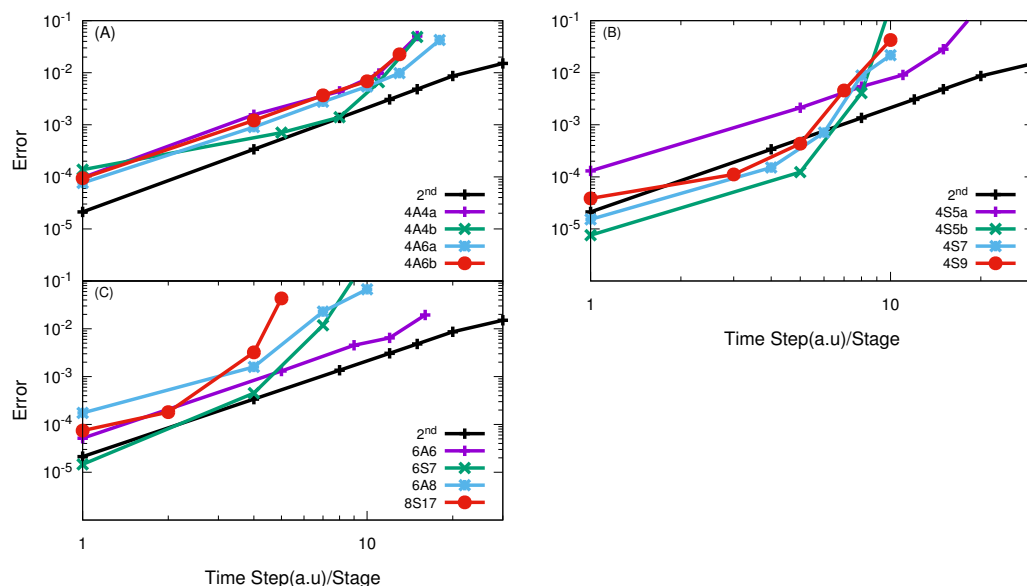 (A)
10^-1
10^-2
10^-3
10^-4
10^-5
10^-1
Error
2^nd
4A4a
4A4b
4A6a
4A6b
(B)
10^-1
10^-2
10^-3
10^-4
10^-5
1
10
2^nd
4S5a
4S5b
4S7
4S9
Time Step(a.u)/Stage
(C)
10^-2
10^-3
10^-4
10^-5
1
10
Error
2^nd
6A6
6S7
6A8
8S17
Time Step(a.u)/Stage